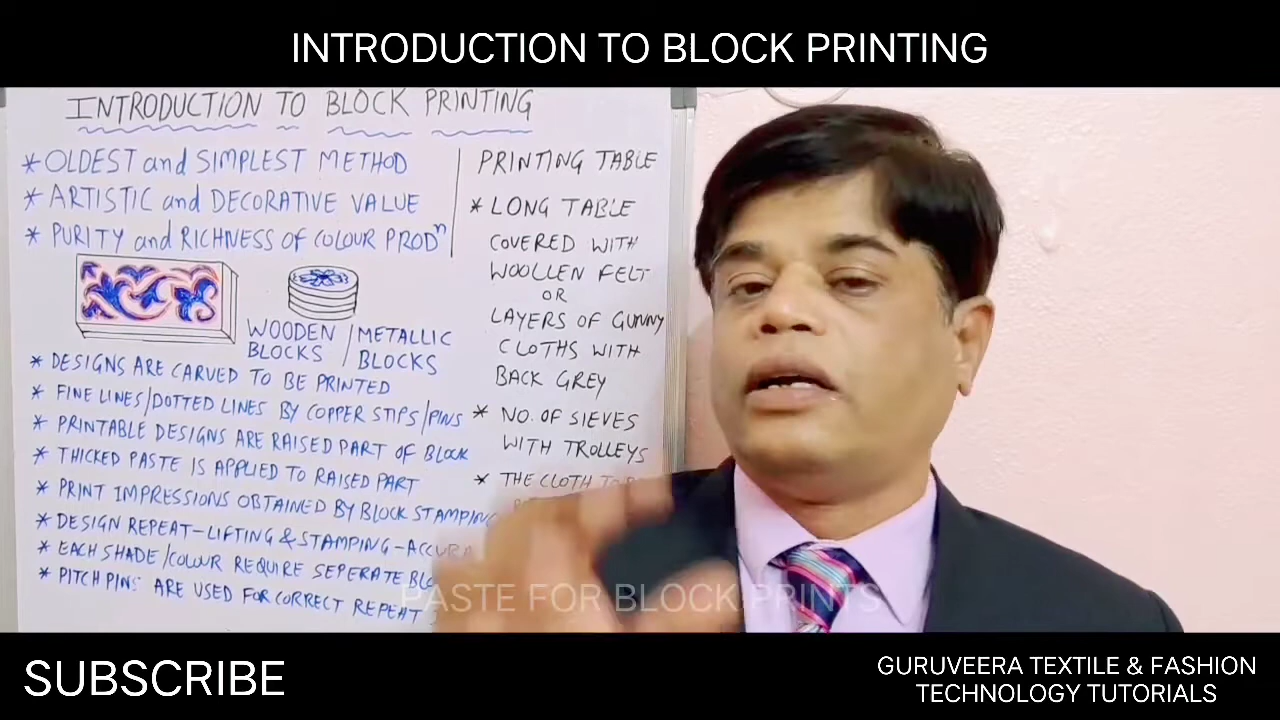 INTRODUCTION TO BLOCK PRINTING
INTRODUCTION TO BLOCK PRINTING
* OLDEST and SIMPLEST METHOD
* ARTISTIC and DECORATIVE VALUE
* PURITY and RICHNESS OF COLOUR PRODⁿ
WOODEN BLOCKS / METALLIC BLOCKS
* DESIGNS ARE CARVED TO BE PRINTED
* FINE LINES/DOTTED LINES BY COPPER STIPS/PINS
* PRINTABLE DESIGNS ARE RAISED PART OF BLOCK
* THICKED PASTE IS APPLIED TO RAISED PART
* PRINT IMPRESSIONS OBTAINED BY BLOCK STAMPING
* DESIGN REPEAT-LIFTING & STAMPING-
* EACH SHADE/COLOUR REQUIRE SEPERATE
* PITCH PINS ARE USED FOR CORRECT REPEAT
PRINTING TABLE
* LONG TABLE
COVERED WITH
WOOLLEN FELT
OR
LAYERS OF GUNNY
CLOTHS WITH
BACK GREY
* NO. OF SIEVES
WITH TROLLEYS
* THE CLOTH TO
PASTE FOR BLOCK PRINTS
SUBSCRIBE
GURUVEERA TEXTILE & FASHION
TECHNOLOGY TUTORIALS